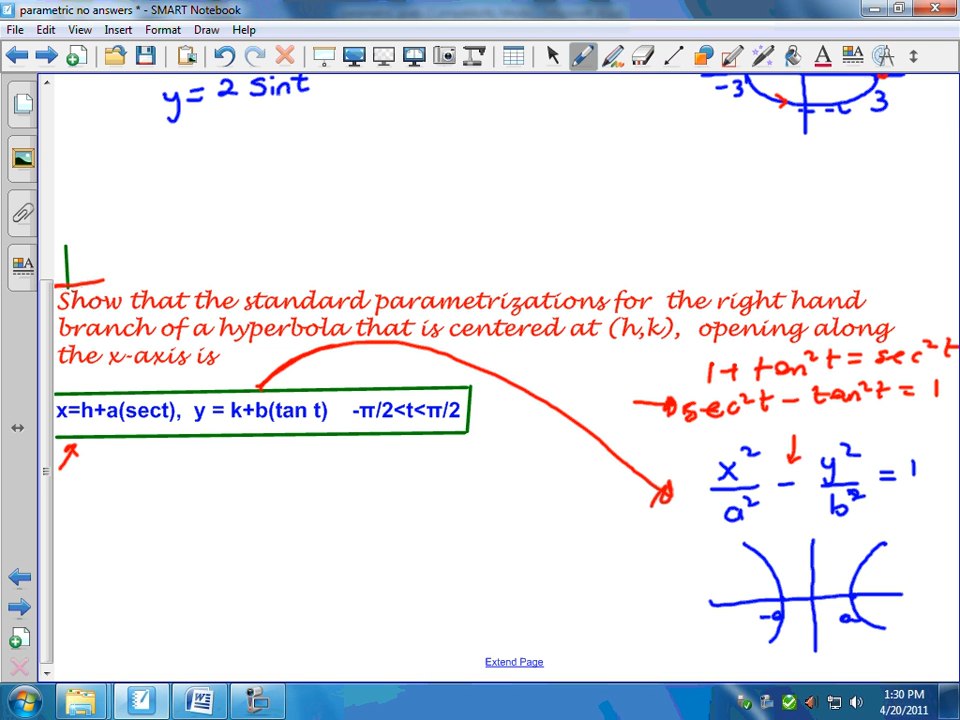 parametric no answers * - SMART Notebook
File Edit View Insert Format Draw Help
y = 2 sint
-3
3
Show that the standard parametrizations for the right hand
branch of a hyperbola that is centered at (h,k), opening along
the x-axis is
1+ tan²t = sec²t
sec²t - tan²t = 1
x=h+a(sect), y = k+b(tan t) -π/2<t<π/2
x²/a² - y²/b² = 1
-a a
Extend Page
1:30 PM
4/20/2011